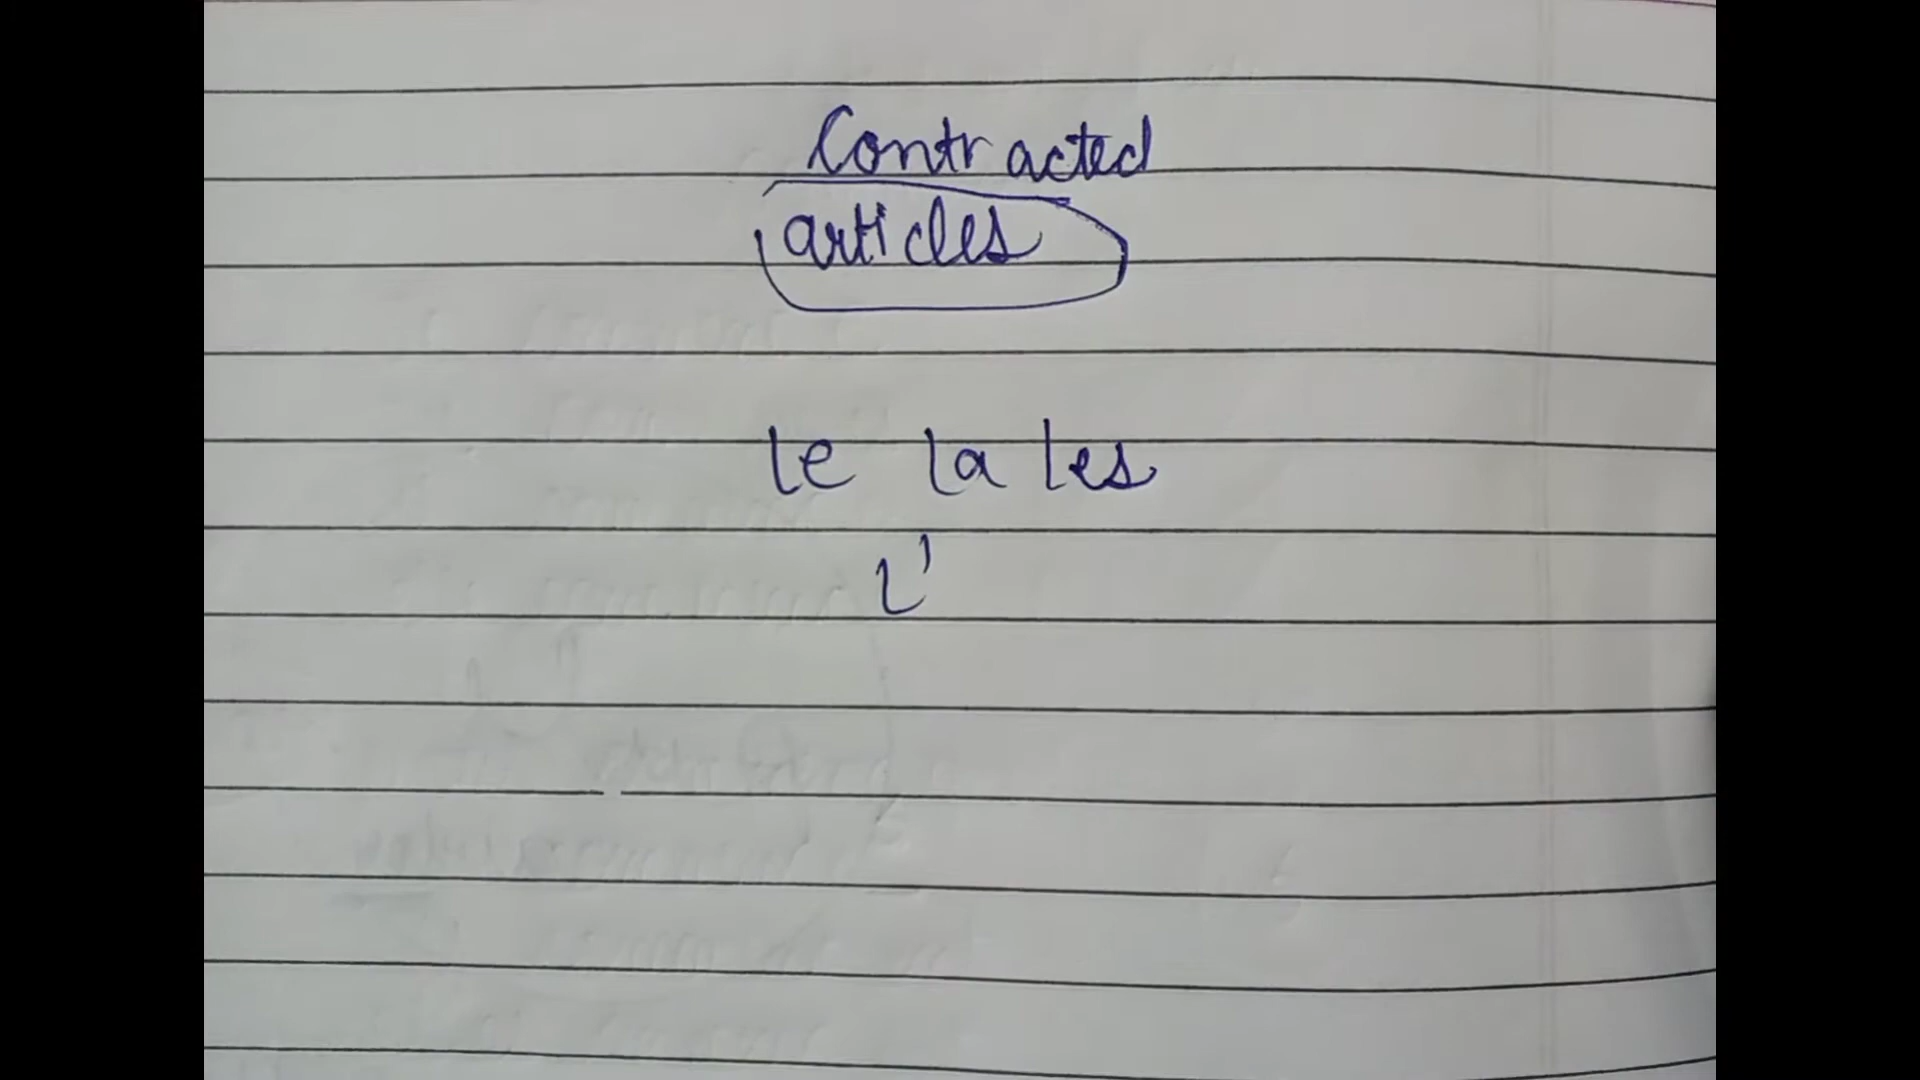 Contracted
articles
le la les
l'